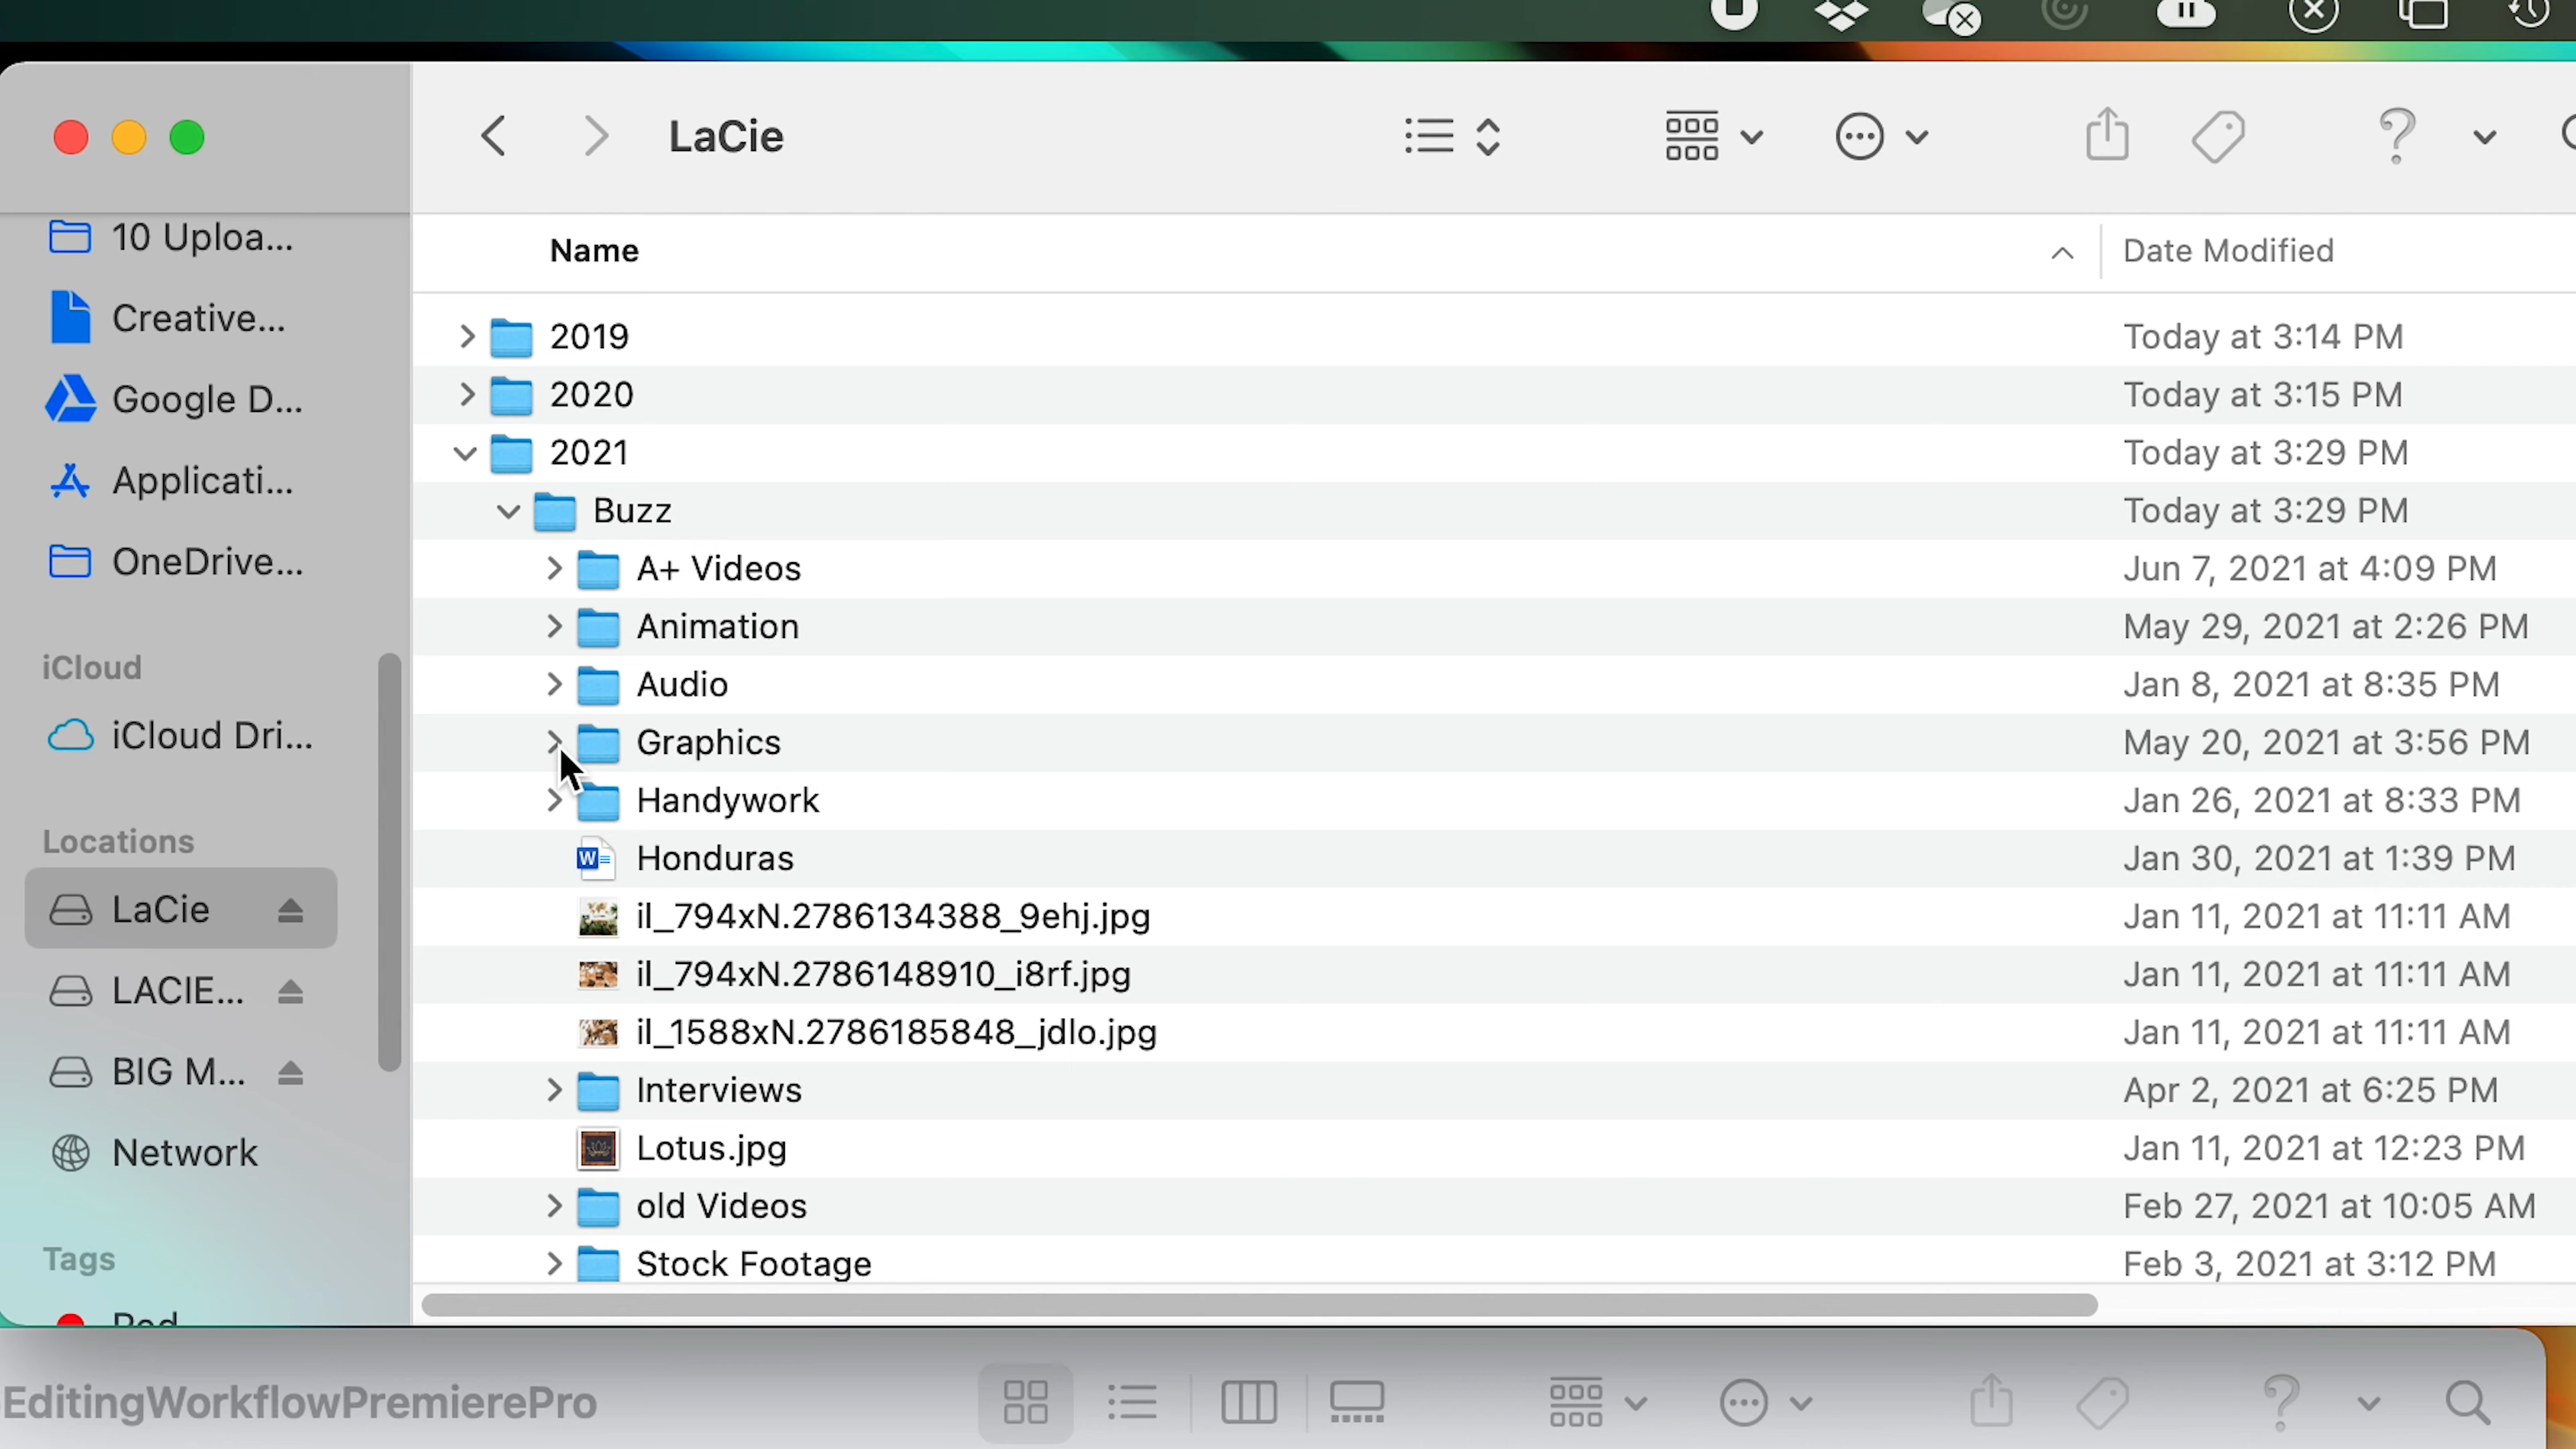 LaCie
10 Uploa...
Creative...
Google D...
Applicati...
OneDrive...
iCloud
iCloud Dri...
Locations
LaCie
LACIE...
BIG M...
Network
Tags
Red
Name Date Modified
2019 Today at 3:14 PM
2020 Today at 3:15 PM
2021 Today at 3:29 PM
Buzz Today at 3:29 PM
A+ Videos Jun 7, 2021 at 4:09 PM
Animation May 29, 2021 at 2:26 PM
Audio Jan 8, 2021 at 8:35 PM
Graphics May 20, 2021 at 3:56 PM
Handywork Jan 26, 2021 at 8:33 PM
Honduras Jan 30, 2021 at 1:39 PM
il_794xN.2786134388_9ehj.jpg Jan 11, 2021 at 11:11 AM
il_794xN.2786148910_i8rf.jpg Jan 11, 2021 at 11:11 AM
il_1588xN.2786185848_jdlo.jpg Jan 11, 2021 at 11:11 AM
Interviews Apr 2, 2021 at 6:25 PM
Lotus.jpg Jan 11, 2021 at 12:23 PM
old Videos Feb 27, 2021 at 10:05 AM
Stock Footage Feb 3, 2021 at 3:12 PM
EditingWorkflowPremierePro